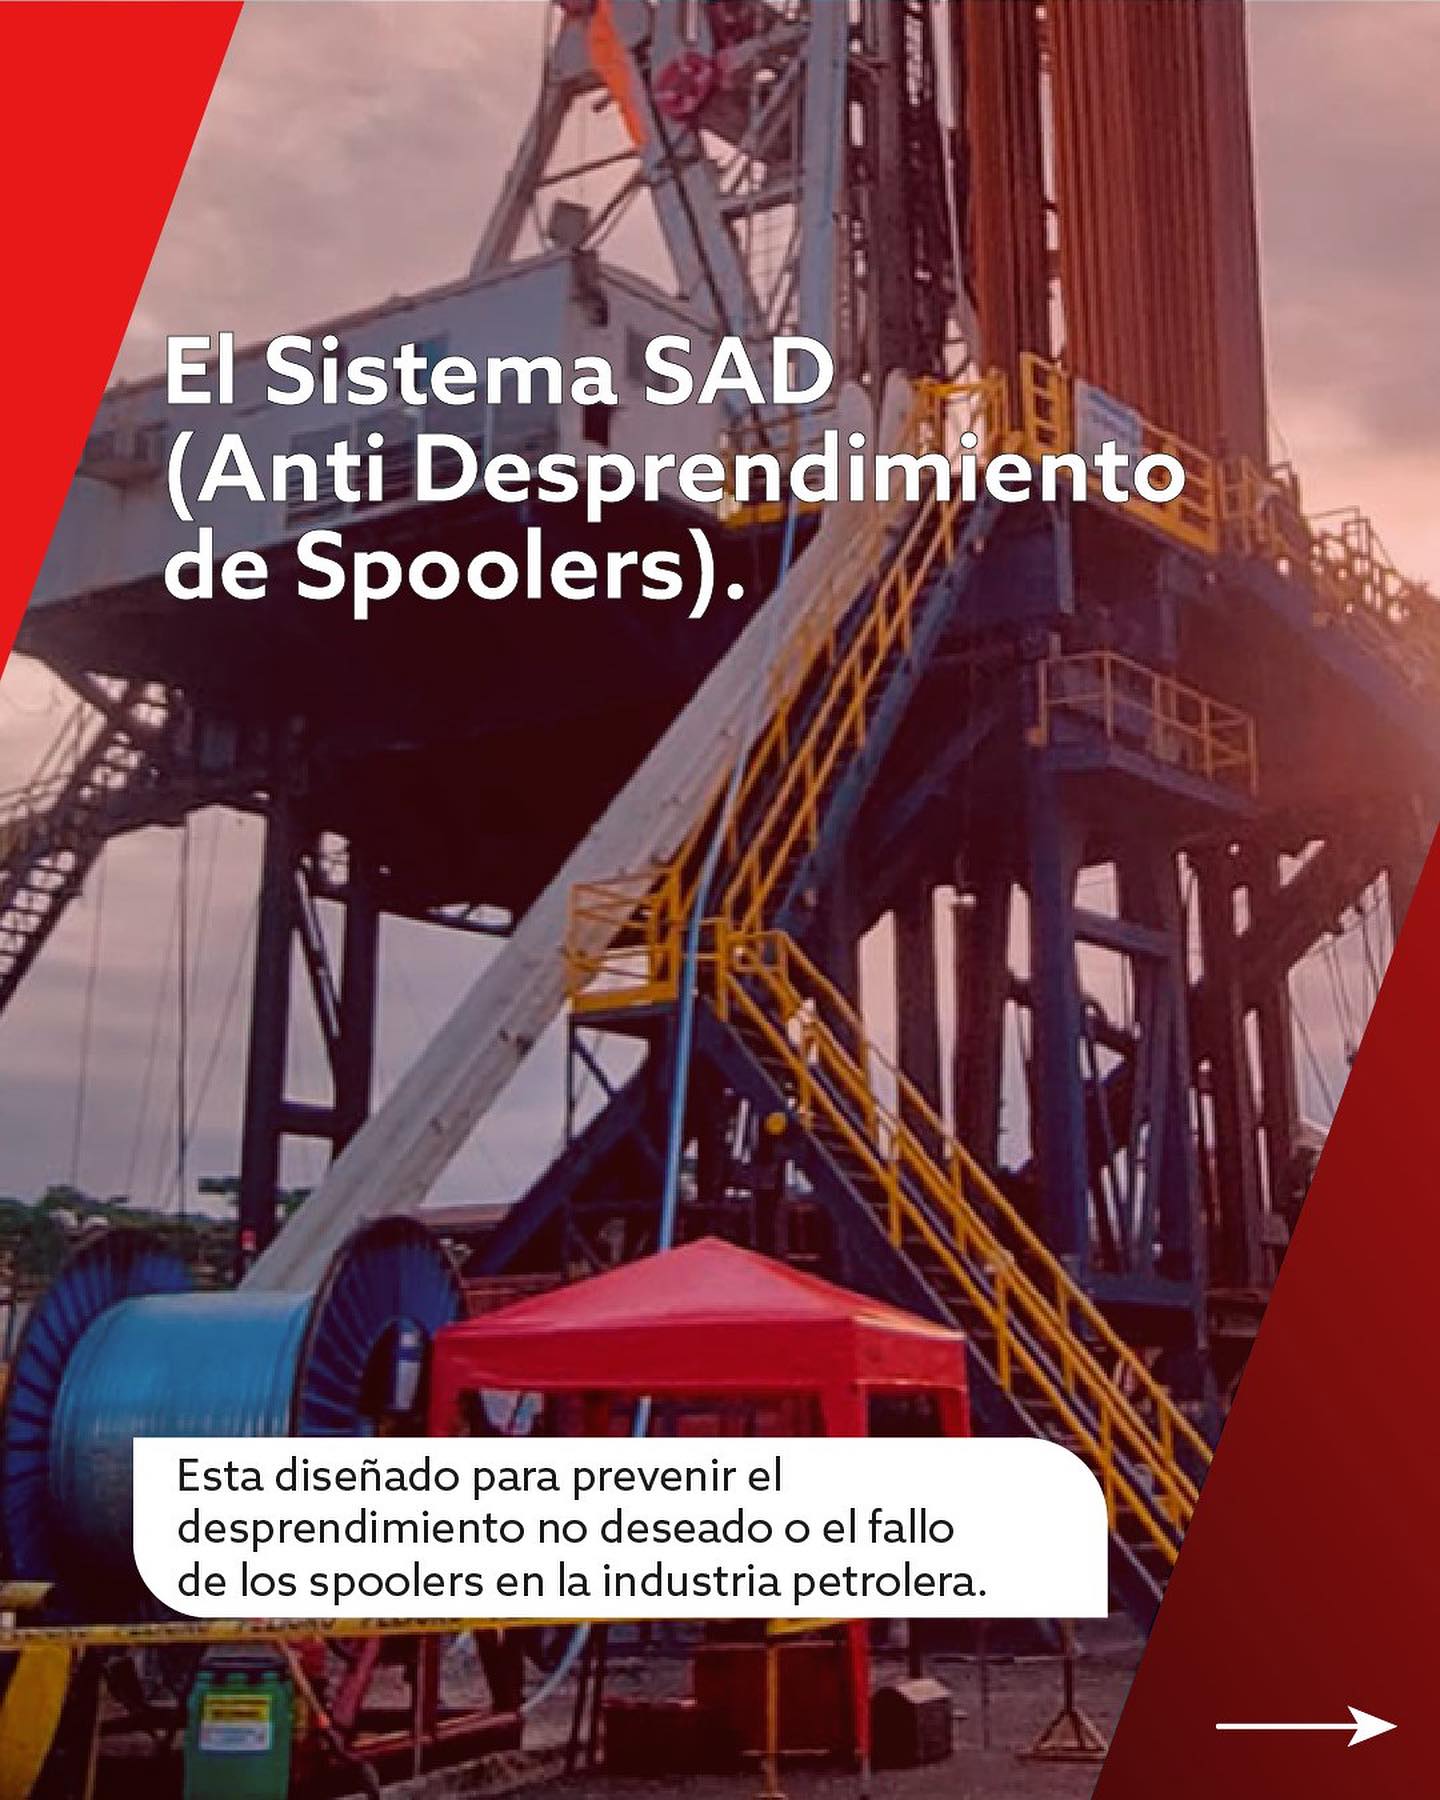 El Sistema SAD
(Anti Desprendimiento
de Spoolers).
Esta diseñado para prevenir el
desprendimiento no deseado o el fallo
de los spoolers en la industria petrolera.
PELIGRO